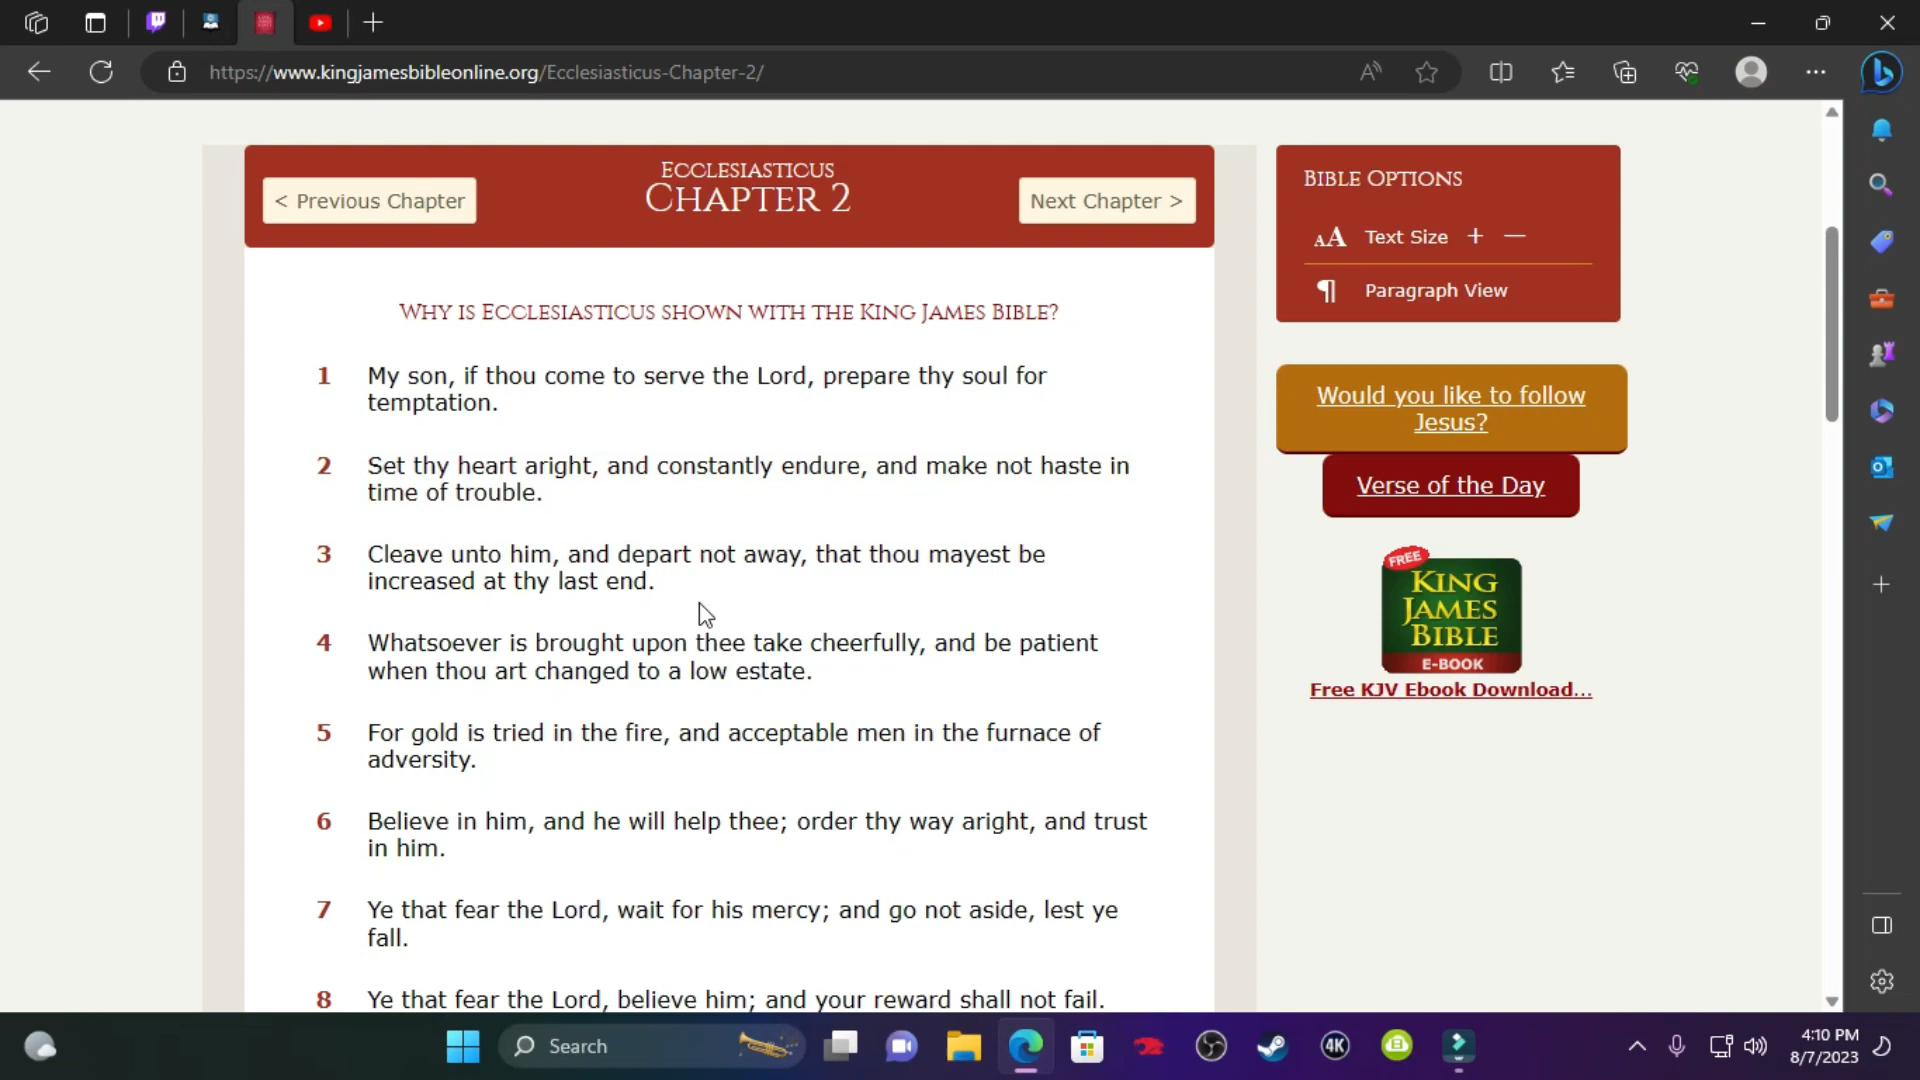 https://www.kingjamesbibleonline.org/Ecclesiasticus-Chapter-2/
A
< Previous Chapter
Ecclesiasticus
Chapter 2
Next Chapter >
Bible Options
AA Text Size + —
¶ Paragraph View
Why is Ecclesiasticus shown with the King James Bible?
1 My son, if thou come to serve the Lord, prepare thy soul for
temptation.
2 Set thy heart aright, and constantly endure, and make not haste in
time of trouble.
3 Cleave unto him, and depart not away, that thou mayest be
increased at thy last end.
4 Whatsoever is brought upon thee take cheerfully, and be patient
when thou art changed to a low estate.
5 For gold is tried in the fire, and acceptable men in the furnace of
adversity.
6 Believe in him, and he will help thee; order thy way aright, and trust
in him.
7 Ye that fear the Lord, wait for his mercy; and go not aside, lest ye
fall.
8 Ye that fear the Lord, believe him; and your reward shall not fail.
Would you like to follow
Jesus?
Verse of the Day
FREE
KING
JAMES
BIBLE
E-BOOK
Free KJV Ebook Download...
Search
4K
4:10 PM
8/7/2023